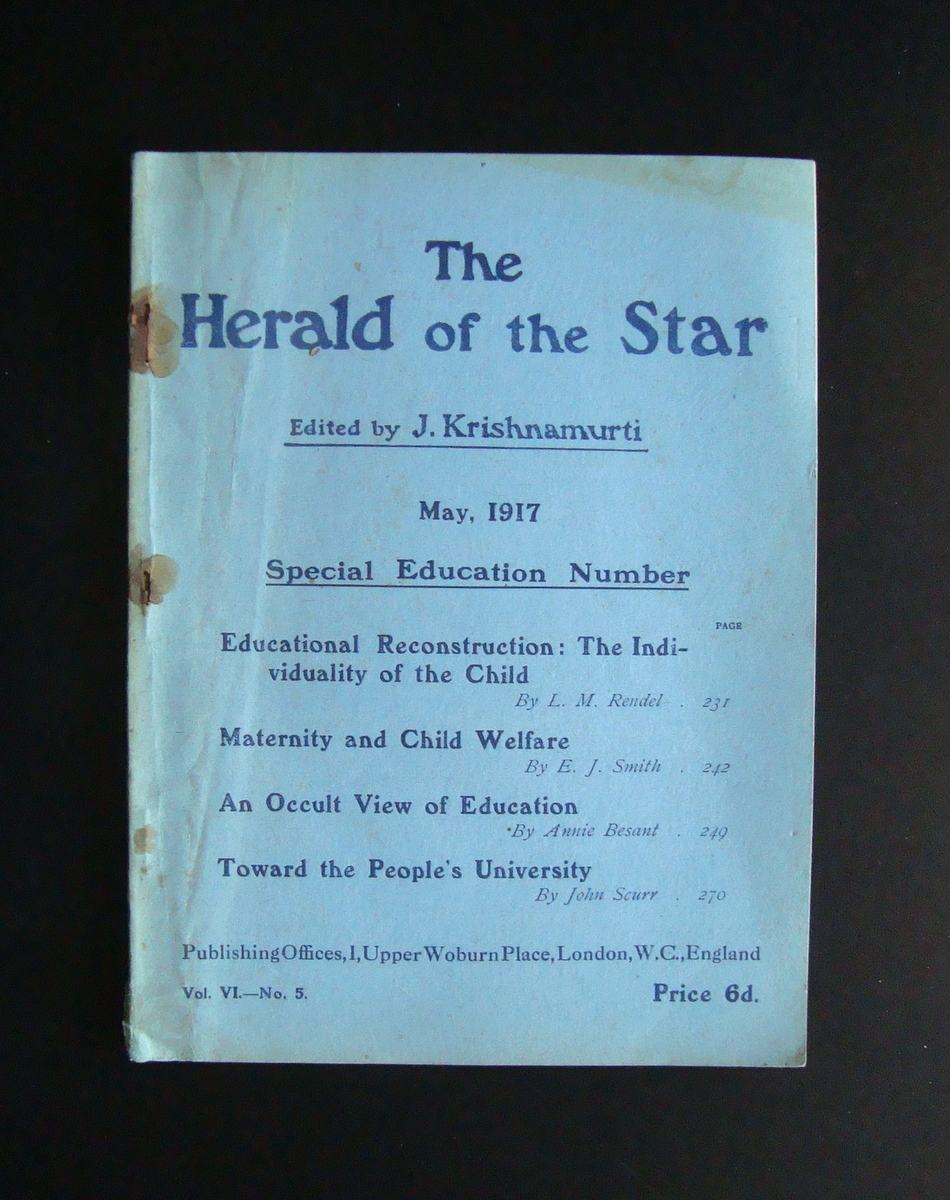 The
Herald of the Star
Edited by J. Krishnamurti
May, 1917
Special Education Number
PAGE
Educational Reconstruction: The Indi-
viduality of the Child
By L. M. Rendel . 231
Maternity and Child Welfare
By E. J. Smith . 242
An Occult View of Education
By Annie Besant . 249
Toward the People's University
By John Scurr . 270
Publishing Offices, 1, Upper Woburn Place, London, W.C., England
Vol. VI.—No. 5.
Price 6d.